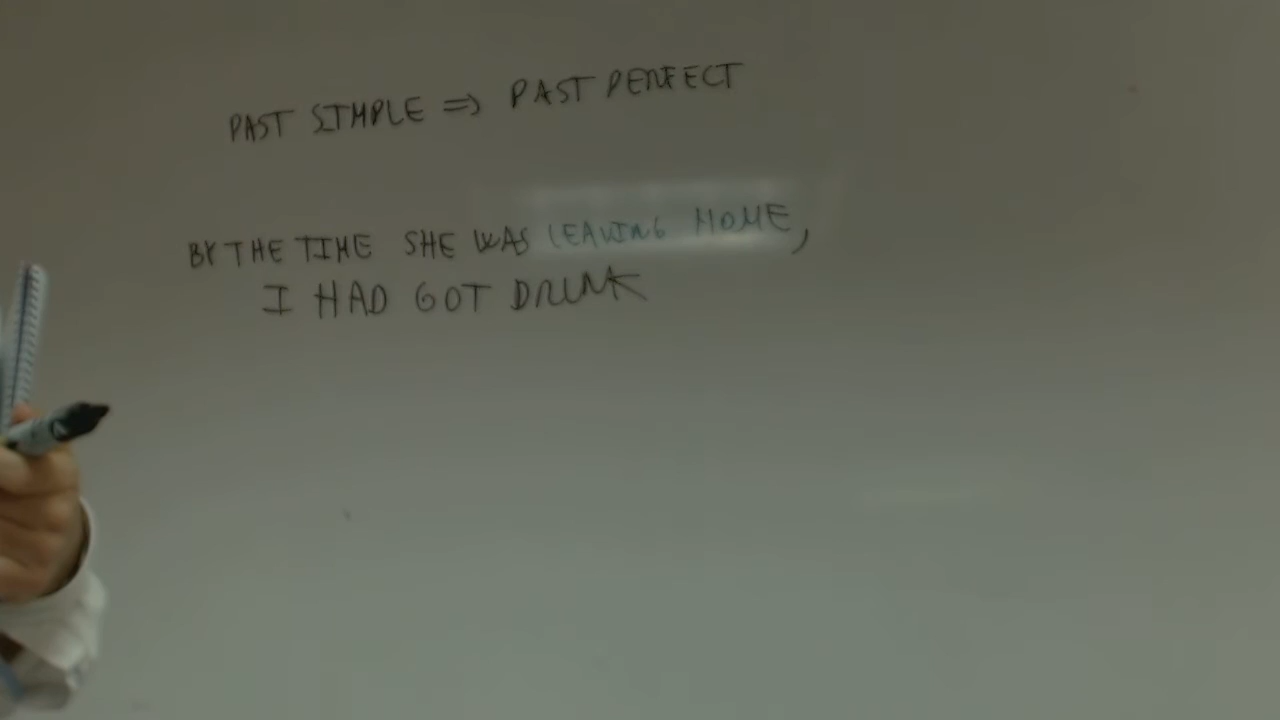 PAST SIMPLE ⇒ PAST PERFECT
BY THE TIME SHE WAS LEAVING HOME,
I HAD GOT DRUNK